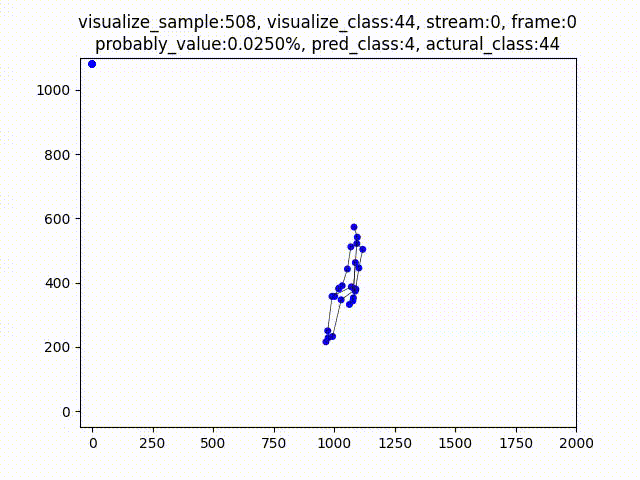 visualize_sample:508, visualize_class:44, stream:0, frame:0
probably_value:0.0250%, pred_class:4, actural_class:44
1000
800
600
400
200
0
0 250 500 750 1000 1250 1500 1750 2000